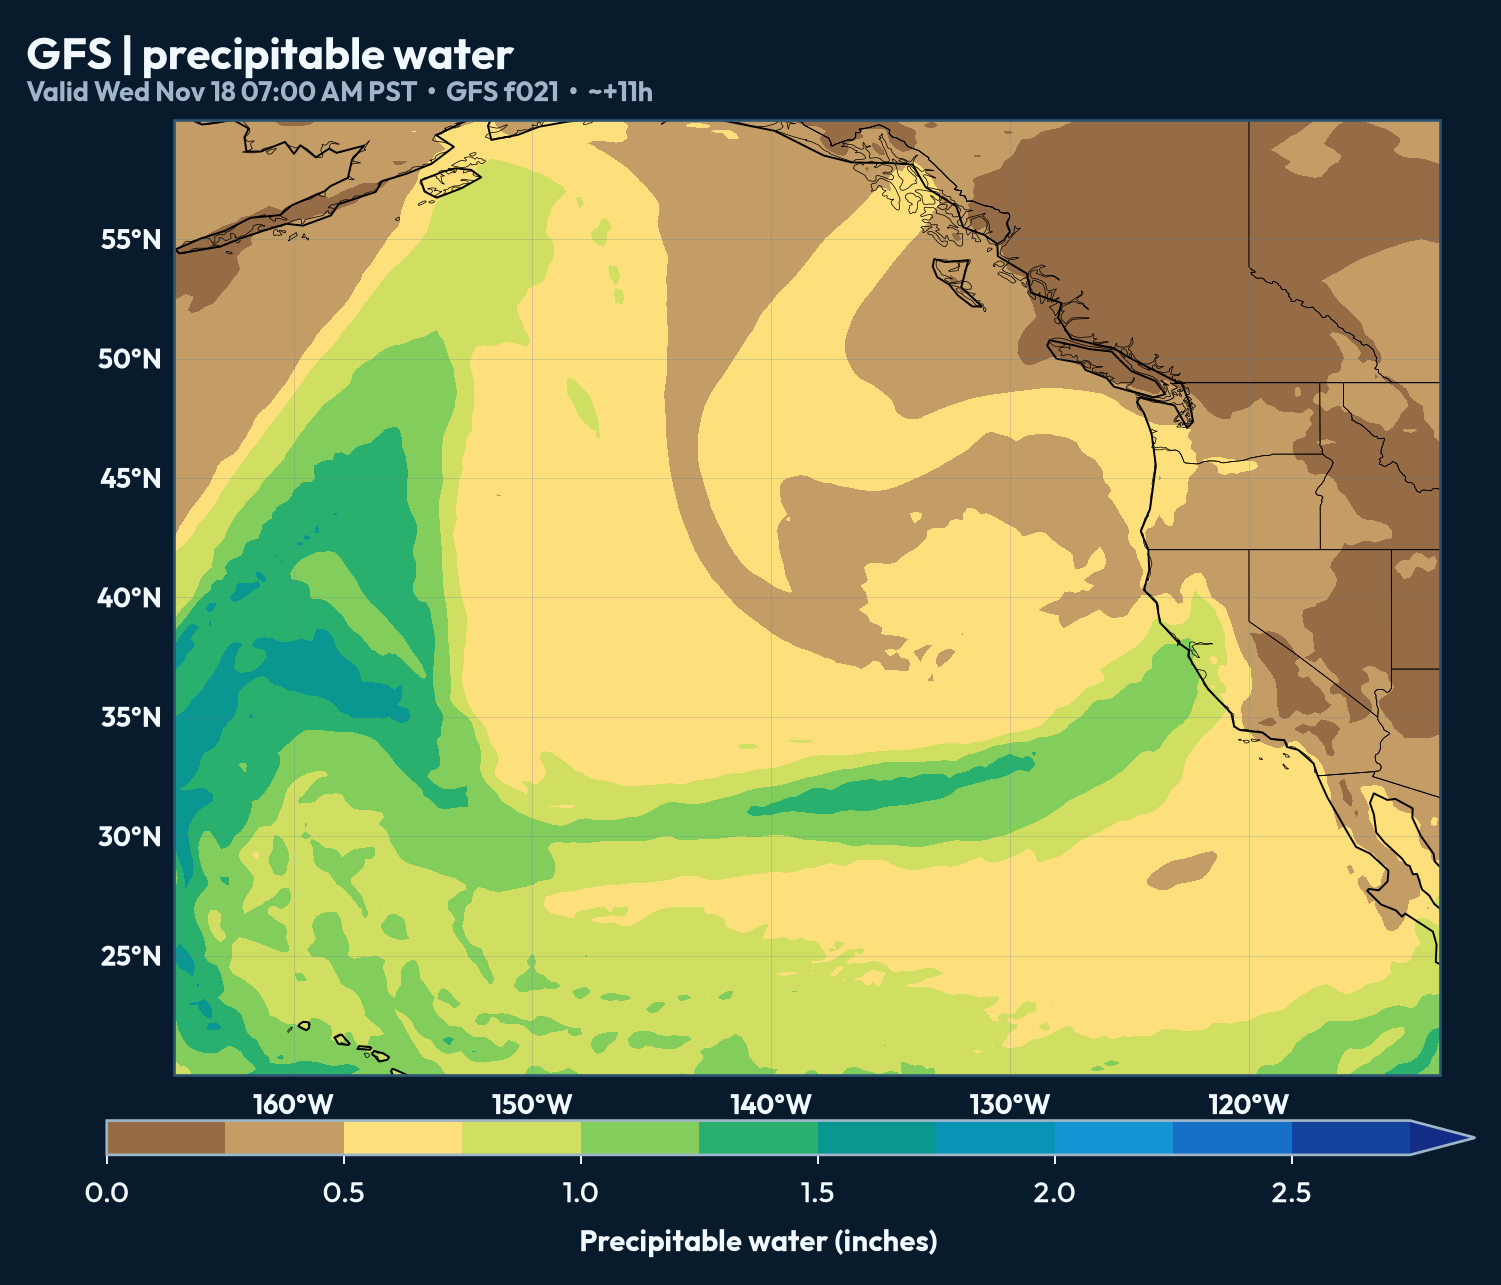 GFS | precipitable water
Valid Wed Nov 18 07:00 AM PST • GFS f021 • ~+11h
55°N
50°N
45°N
40°N
35°N
30°N
25°N
160°W 150°W 140°W 130°W 120°W
0.0 0.5 1.0 1.5 2.0 2.5
Precipitable water (inches)